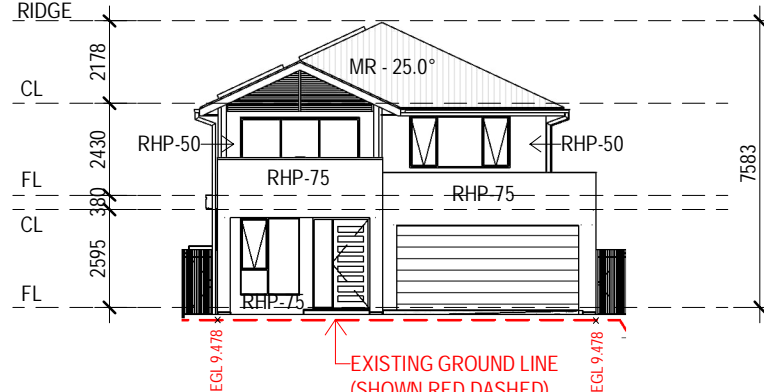 RIDGE
2178
MR - 25.0°
CL
2430
RHP-50
RHP-50
7583
RHP-75
FL
RHP-75
380
CL
2595
RHP-75
FL
EGL 9.478
EXISTING GROUND LINE
(SHOWN RED DASHED)
EGL 9.478